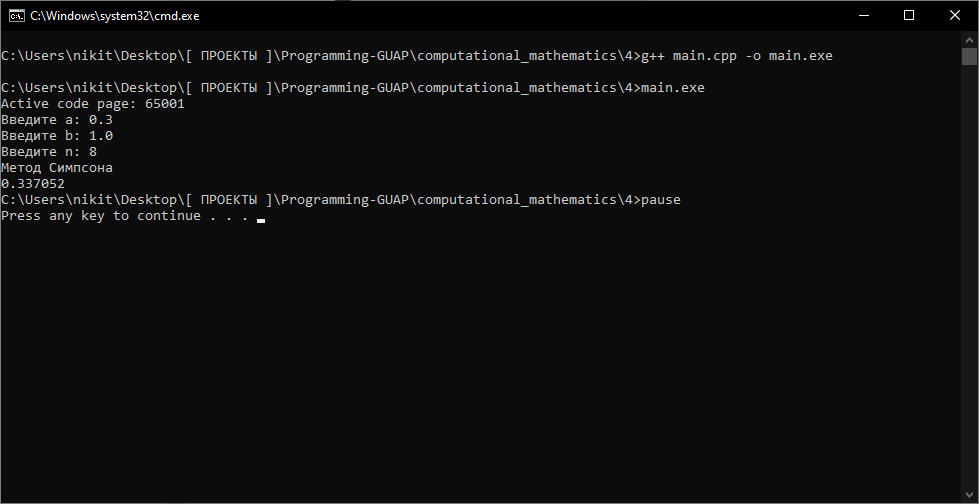 C:\Windows\system32\cmd.exe
C:\Users\nikit\Desktop\[ ПРОЕКТЫ ]\Programming-GUAP\computational_mathematics\4>g++ main.cpp -o main.exe
C:\Users\nikit\Desktop\[ ПРОЕКТЫ ]\Programming-GUAP\computational_mathematics\4>main.exe
Active code page: 65001
Введите a: 0.3
Введите b: 1.0
Введите n: 8
Метод Симпсона
0.337052
C:\Users\nikit\Desktop\[ ПРОЕКТЫ ]\Programming-GUAP\computational_mathematics\4>pause
Press any key to continue . . .